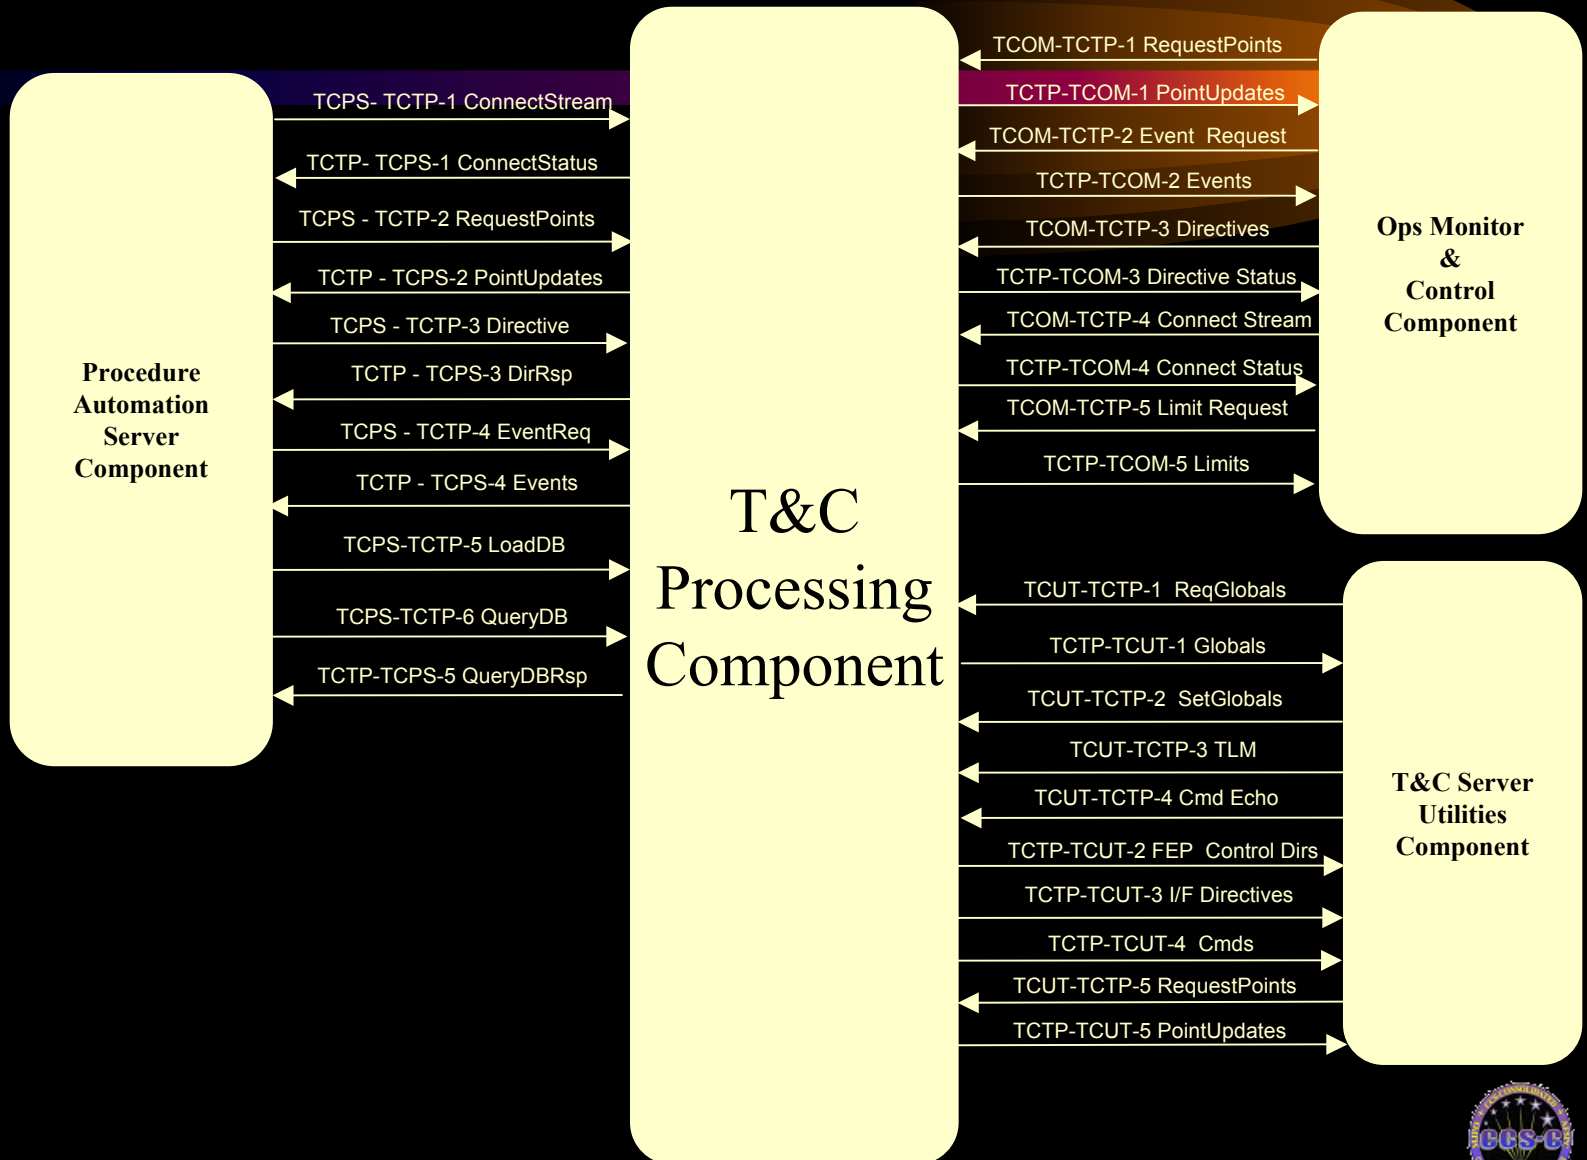 TCPS- TCTP-1 ConnectStream
TCTP- TCPS-1 ConnectStatus
TCPS - TCTP-2 RequestPoints
TCTP - TCPS-2 PointUpdates
TCPS - TCTP-3 Directive
TCTP - TCPS-3 DirRsp
TCPS - TCTP-4 EventReq
TCTP - TCPS-4 Events
TCPS-TCTP-5 LoadDB
TCPS-TCTP-6 QueryDB
TCTP-TCPS-5 QueryDBRsp
Procedure
Automation
Server
Component
T&C
Processing
Component
TCOM-TCTP-1 RequestPoints
TCTP-TCOM-1 PointUpdates
TCOM-TCTP-2 Event  Request
TCTP-TCOM-2 Events
TCOM-TCTP-3 Directives
TCTP-TCOM-3 Directive Status
TCOM-TCTP-4 Connect Stream
TCTP-TCOM-4 Connect Status
TCOM-TCTP-5 Limit Request
TCTP-TCOM-5 Limits
Ops Monitor
&
Control
Component
TCUT-TCTP-1  ReqGlobals
TCTP-TCUT-1 Globals
TCUT-TCTP-2  SetGlobals
TCUT-TCTP-3 TLM
TCUT-TCTP-4 Cmd Echo
TCTP-TCUT-2 FEP  Control Dirs
TCTP-TCUT-3 I/F Directives
TCTP-TCUT-4  Cmds
TCUT-TCTP-5 RequestPoints
TCTP-TCUT-5 PointUpdates
T&C Server
Utilities
Component
CCS-C